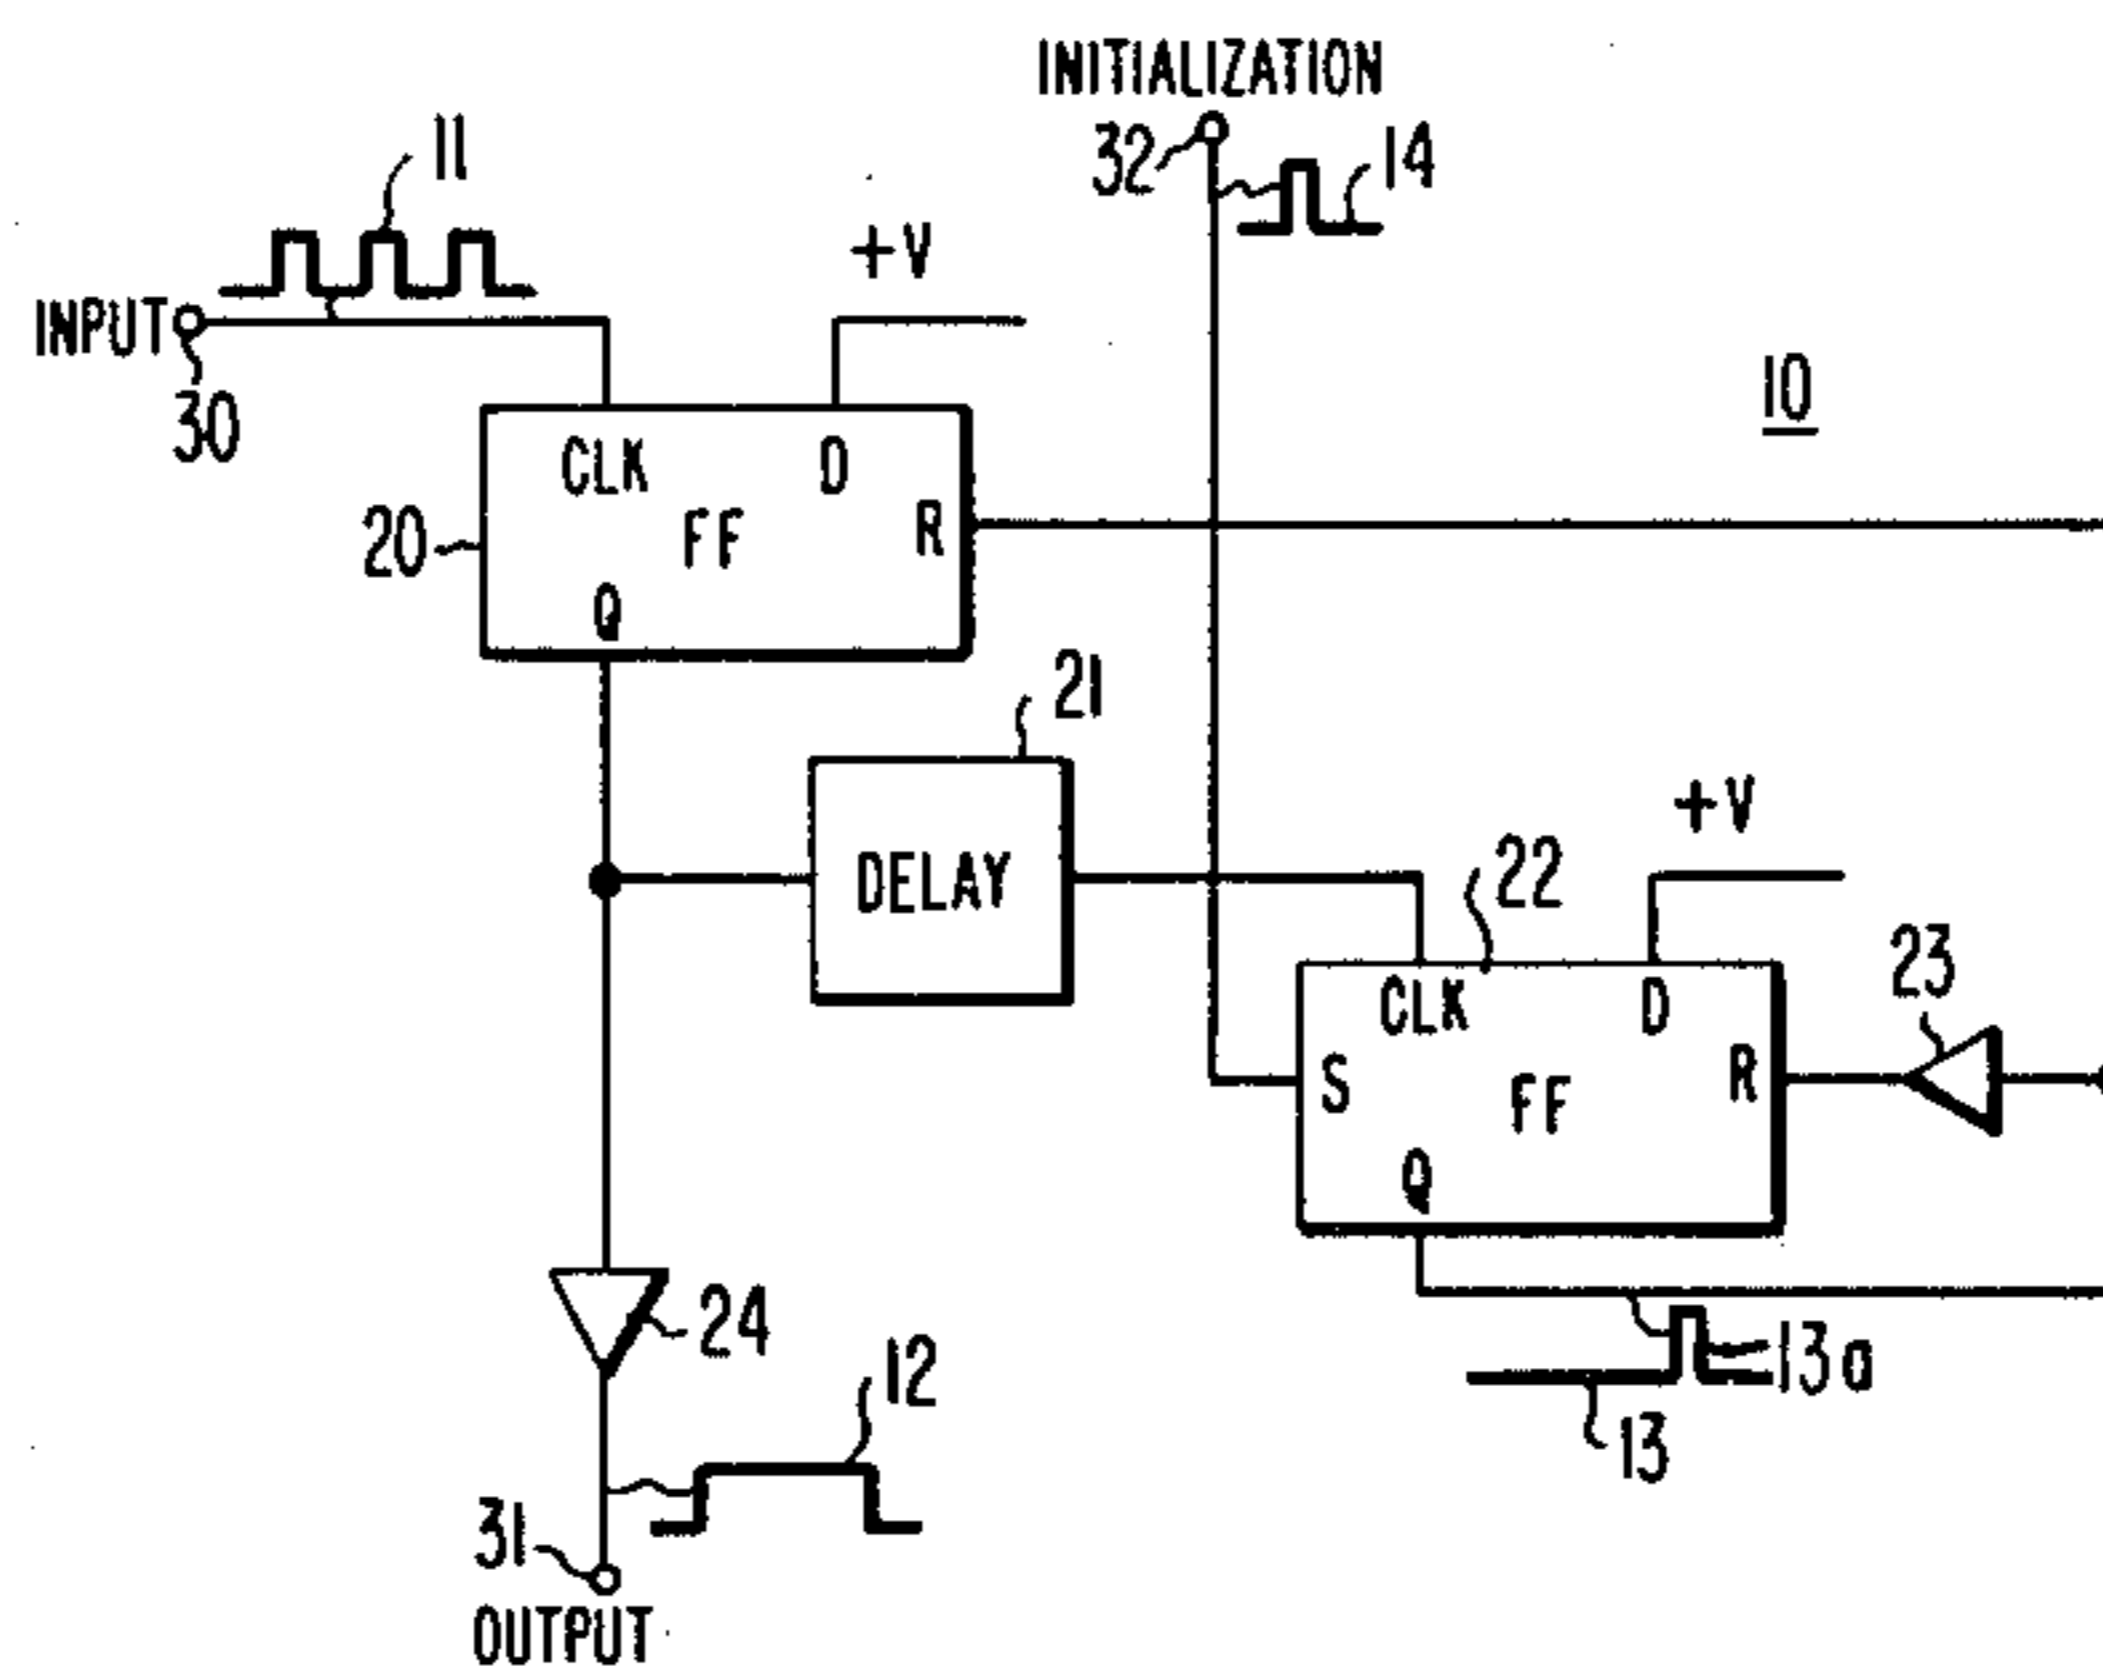 INITIALIZATION
32
14
11
+V
INPUT
30
10
CLK
D
FF
R
20
Q
21
DELAY
+V
22
23
CLK
D
S
FF
R
Q
24
12
13a
13
31
OUTPUT